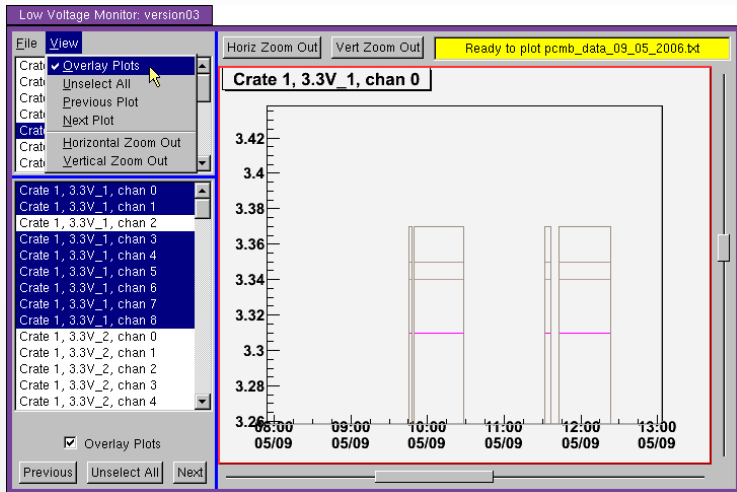 Low Voltage Monitor: version03
File View
Horiz Zoom Out Vert Zoom Out Ready to plot pcmb_data_09_05_2006.txt
Overlay Plots
Unselect All
Previous Plot
Next Plot
Horizontal Zoom Out
Vertical Zoom Out
Crate 1, 3.3V_1, chan 0
Crate 1, 3.3V_1, chan 1
Crate 1, 3.3V_1, chan 2
Crate 1, 3.3V_1, chan 3
Crate 1, 3.3V_1, chan 4
Crate 1, 3.3V_1, chan 5
Crate 1, 3.3V_1, chan 6
Crate 1, 3.3V_1, chan 7
Crate 1, 3.3V_1, chan 8
Crate 1, 3.3V_2, chan 0
Crate 1, 3.3V_2, chan 1
Crate 1, 3.3V_2, chan 2
Crate 1, 3.3V_2, chan 3
Crate 1, 3.3V_2, chan 4
Overlay Plots
Previous Unselect All Next
Crate 1, 3.3V_1, chan 0
3.42
3.4
3.38
3.36
3.34
3.32
3.3
3.28
3.26
08:00 09:00 10:00 11:00 12:00 13:00
05/09 05/09 05/09 05/09 05/09 05/09